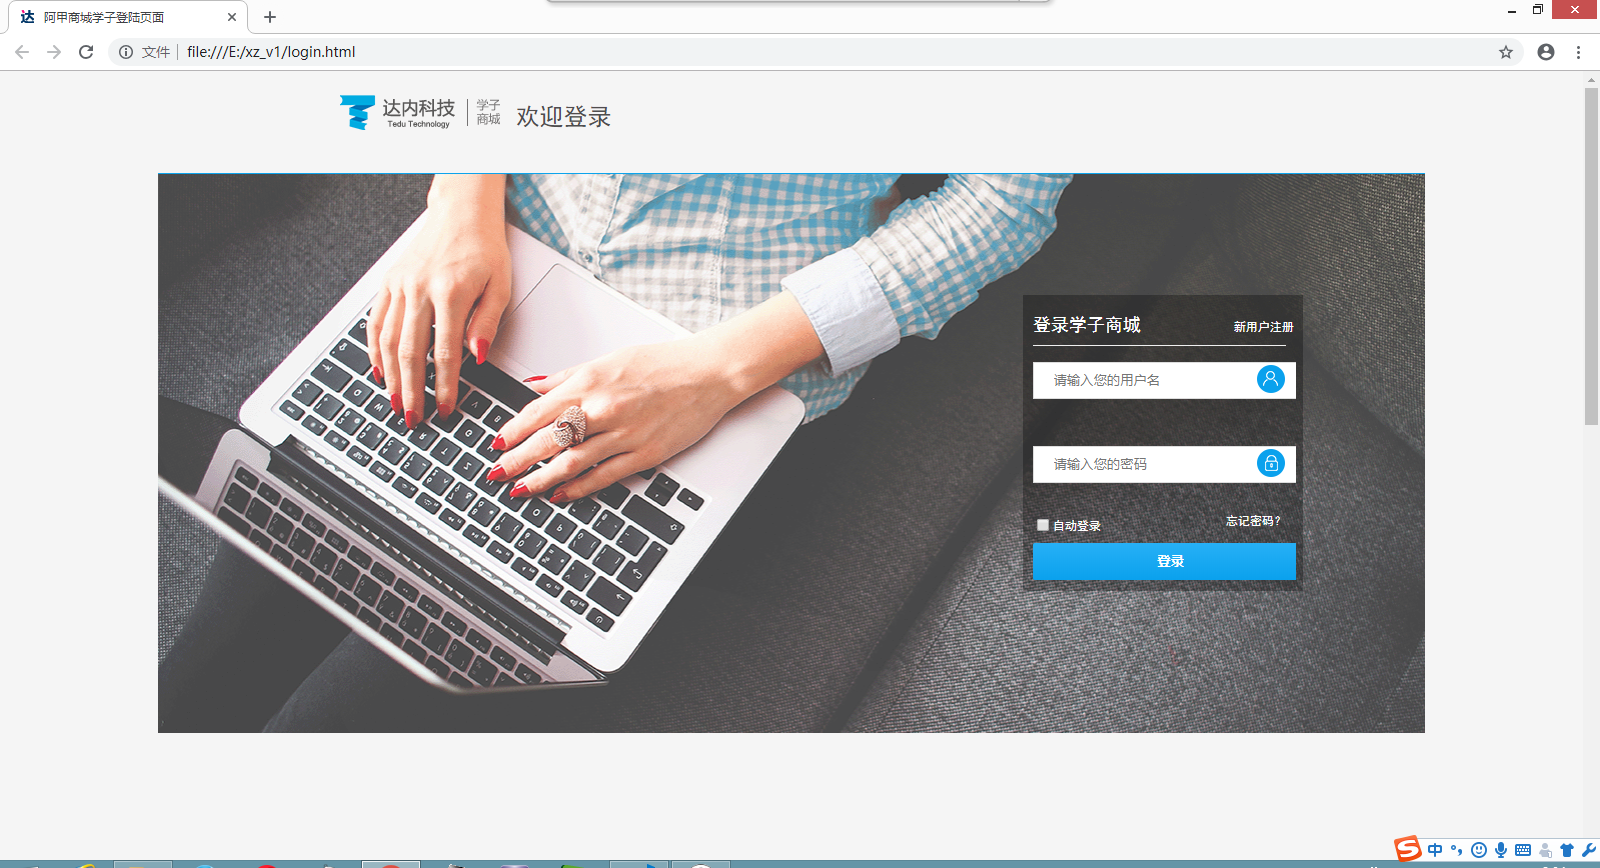 阿甲商城学子登陆页面
文件 file:///E:/xz_v1/login.html
达内科技
Tedu Technology
学子
商城
欢迎登录
登录学子商城
新用户注册
请输入您的用户名
请输入您的密码
自动登录
忘记密码？
登录
中